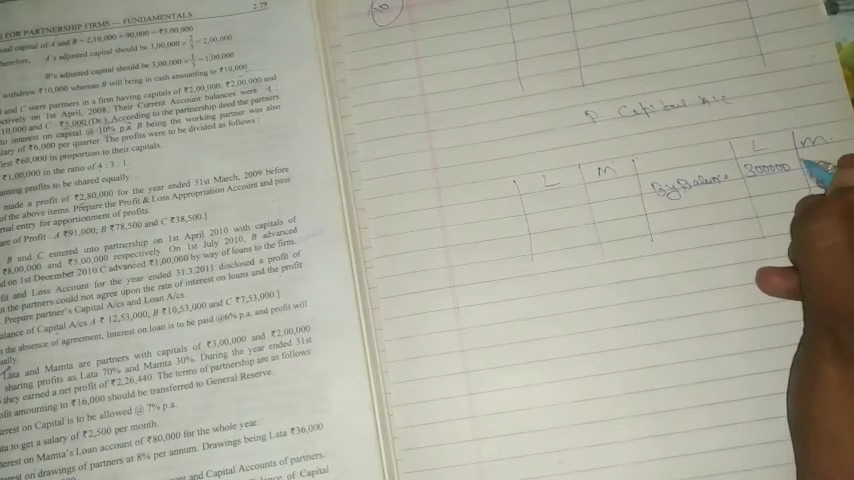 FOR PARTNERSHIP FIRMS — FUNDAMENTALS 2.79
capital of A and B = 2,10,000 + 90,000 = ₹3,00,000
Therefore, A's adjusted capital should be 3,00,000 × 2/3 = 2,00,000
B's adjusted capital should be 3,00,000 × 1/3 = 1,00,000
withdrew ₹10,000 whereas B will bring in cash amounting to ₹10,000.
and C were partners in a firm having capitals of ₹2,00,000; ₹2,00,000 and
on 1st April, 2008. Their Current Account balances were A :
10,000 and C : ₹5,000 (Dr.). According to the partnership deed the partners
to interest on capital @ 10% p.a. B being the working partner was also
of ₹6,000 per quarter. The profits were to be divided as follows :
first ₹60,000 in proportion to their capitals.
₹1,00,000 in the ratio of 4 : 3 : 1.
profits to be shared equally.
made a profit of ₹2,80,000 for the year ended 31st March, 2009 before
of the above items. Prepare the Profit & Loss Appropriation Account and pass
entry for apportionment of profits.
of Profit : A ₹91,000; B ₹78,500 and C ₹38,500.]
B and C entered into partnership on 1st April 2010 with capitals of
₹8,00,000 and ₹5,00,000 respectively. On 1st July 2010, B advanced
and on 1st December 2010 C advanced ₹1,00,000 by way of loans to the firm.
and Loss Account for the year ended 31.3.2011 disclosed a profit of
but the partners could not agree upon the rate of interest on loans and the profit
Prepare partner's Capital A/cs and Loan A/cs.
of Capital A/cs A ₹ 12,53,000, B ₹10,53,000 and C ₹7,53,000.]
the absence of agreement, Interest on loan is to be paid @6% p.a. and profit will
Lata and Mamta are partners with capitals of ₹3,00,000 and ₹2,00,000
sharing profits as Lata 70% and Mamta 30%. During the year ended 31st
they earned a net profit of ₹2,26,440. The terms of partnership are as follows:
amounting to ₹16,000 should be transferred to General Reserve.
on Capital is to be allowed @ 7% p.a.
to get a salary of ₹2,500 per month.
on Mamta's Loan account of ₹80,000 for the whole year.
on drawings of partners at 8% per annum. Drawings being Lata ₹36,000
and Capital Accounts of partners.
of Capital
P Capital A/c
L M L M
By Balance 300000